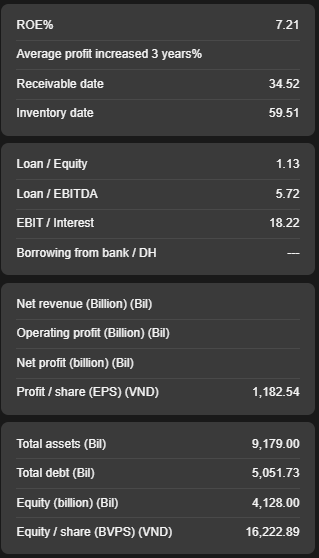 ROE% 7.21
Average profit increased 3 years%
Receivable date 34.52
Inventory date 59.51
Loan / Equity 1.13
Loan / EBITDA 5.72
EBIT / Interest 18.22
Borrowing from bank / DH ---
Net revenue (Billion) (Bil)
Operating profit (Billion) (Bil)
Net profit (billion) (Bil)
Profit / share (EPS) (VND) 1,182.54
Total assets (Bil) 9,179.00
Total debt (Bil) 5,051.73
Equity (billion) (Bil) 4,128.00
Equity / share (BVPS) (VND) 16,222.89